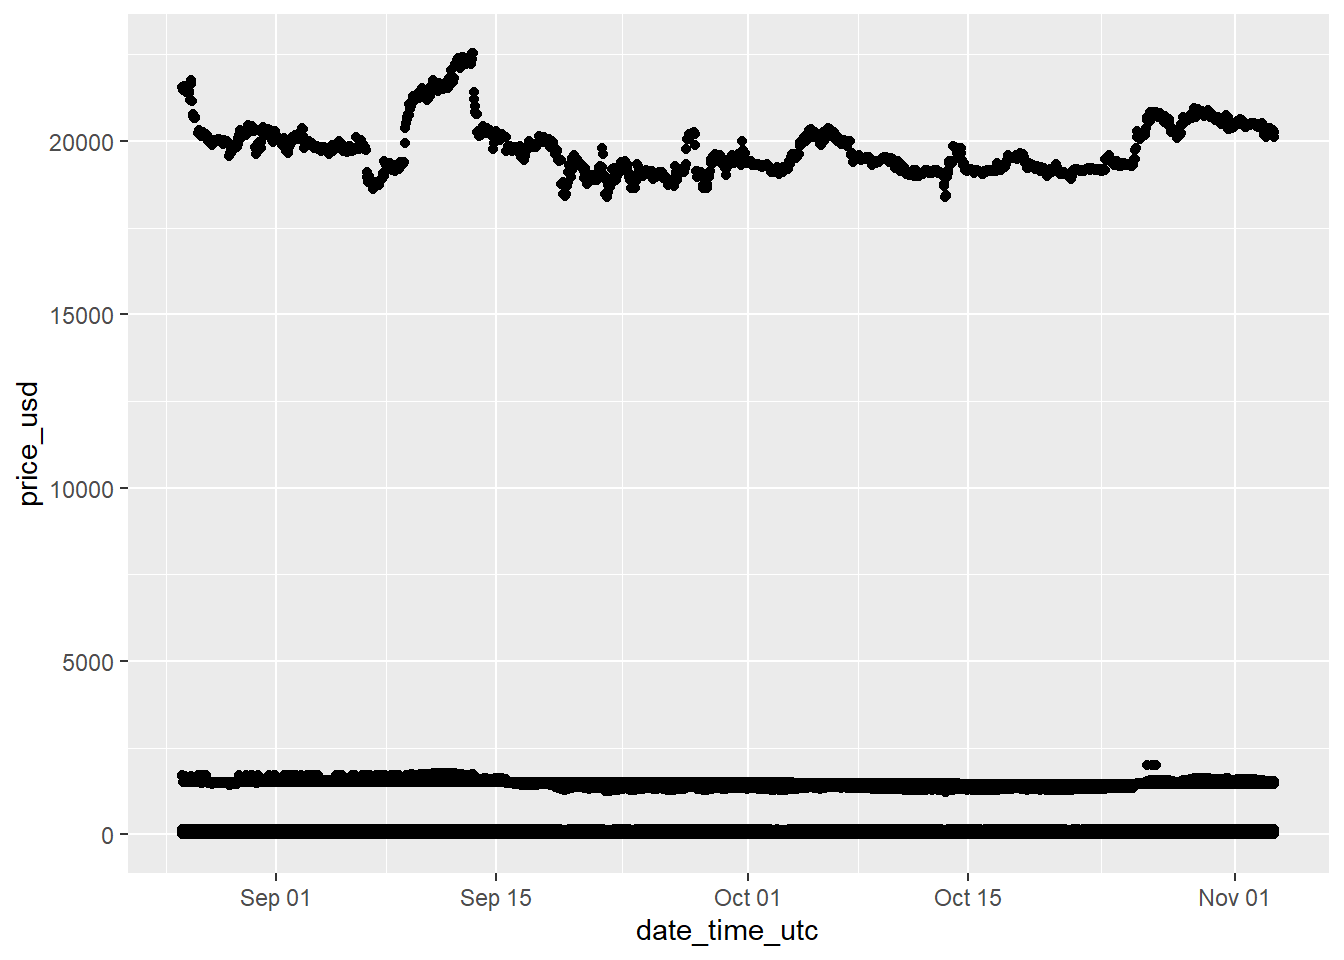 20000
15000
10000
5000
0
price_usd
Sep 01
Sep 15
Oct 01
Oct 15
Nov 01
date_time_utc